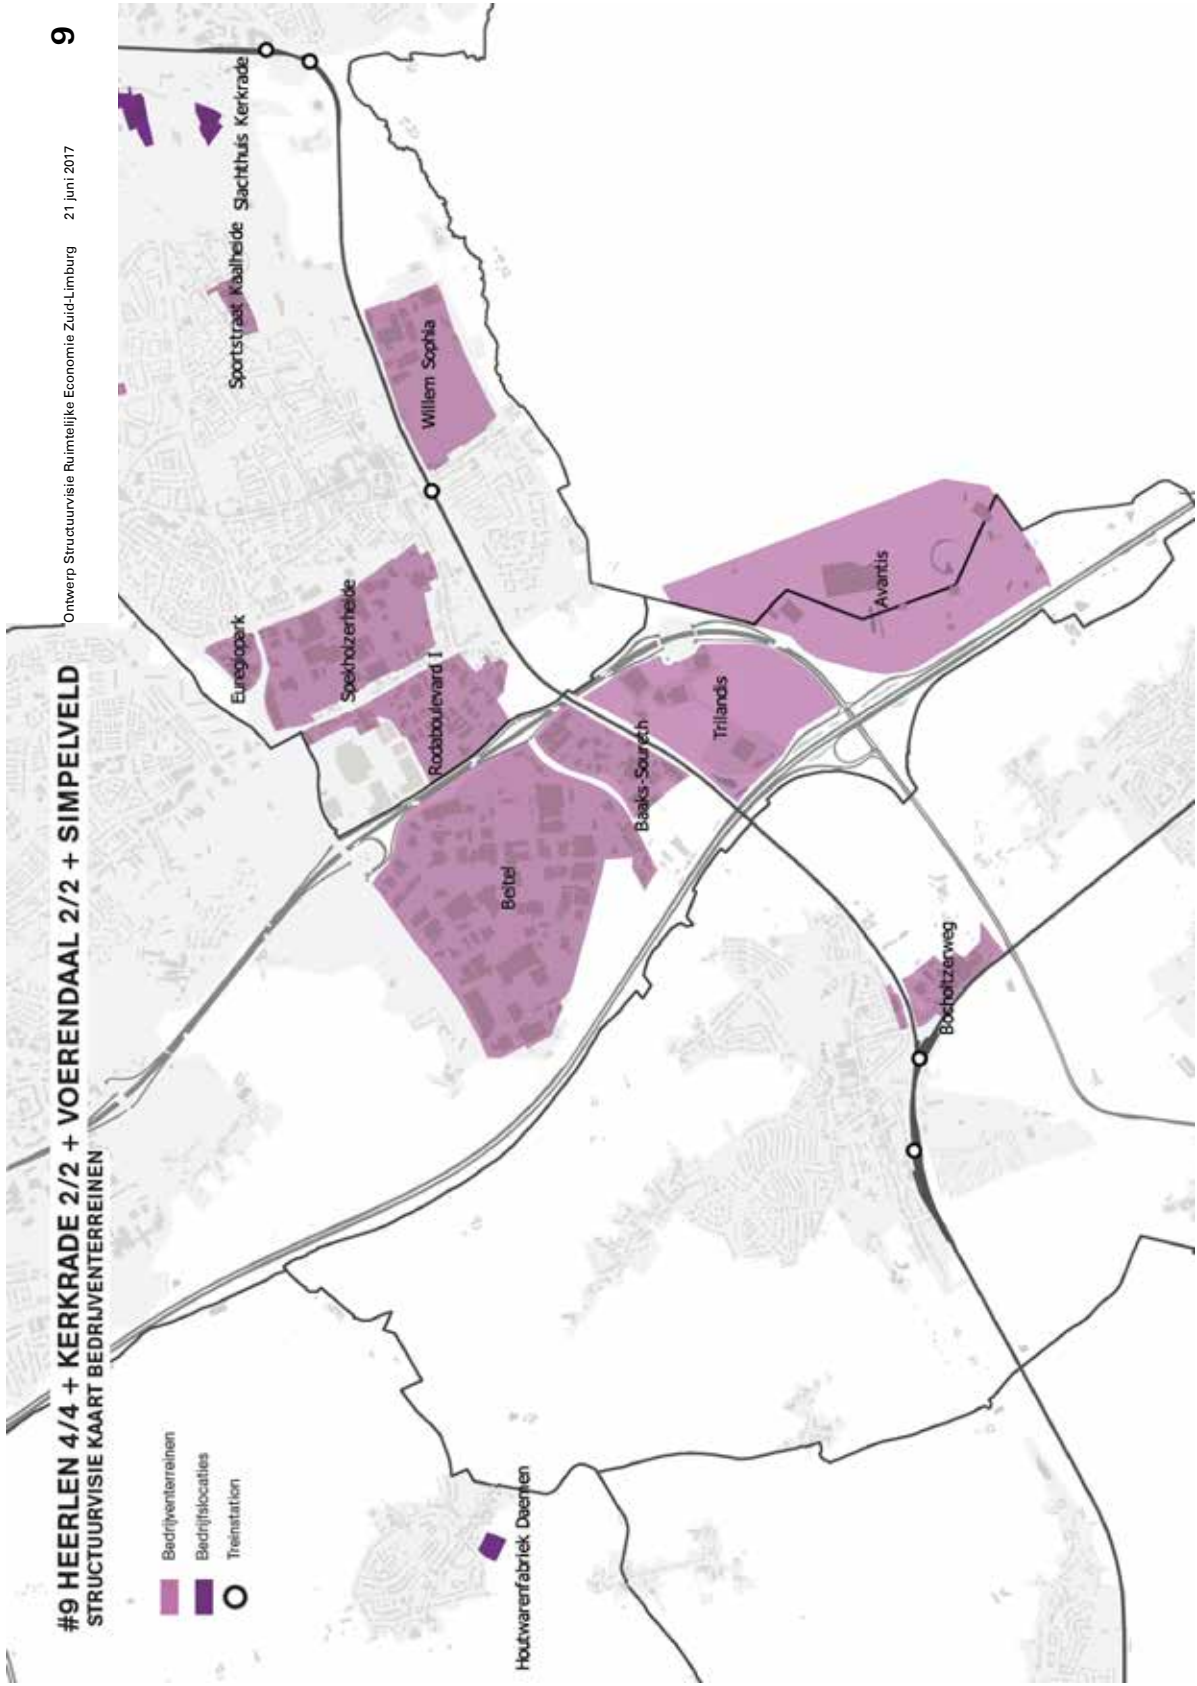 #9 HEERLEN 4/4 + KERKRADE 2/2 + VOERENDAAL 2/2 + SIMPELVELD
STRUCTUURVISIE KAART BEDRIJVENTERREINEN
Ontwerp Structuurvisie Ruimtelijke Economie Zuid-Limburg 21 juni 2017 9
Bedrijventerreinen
Bedrijfslocaties
Treinstation
Slachthuis Kerkrade
Sportstraat Kaalheide
Euregiopark
Spekholzerheide
Willem Sophia
Rodaboulevard I
Beitel
Baaks-Soureth
Trilandis
Avantis
Bocholtzerweg
Houtwarenfabriek Daemen